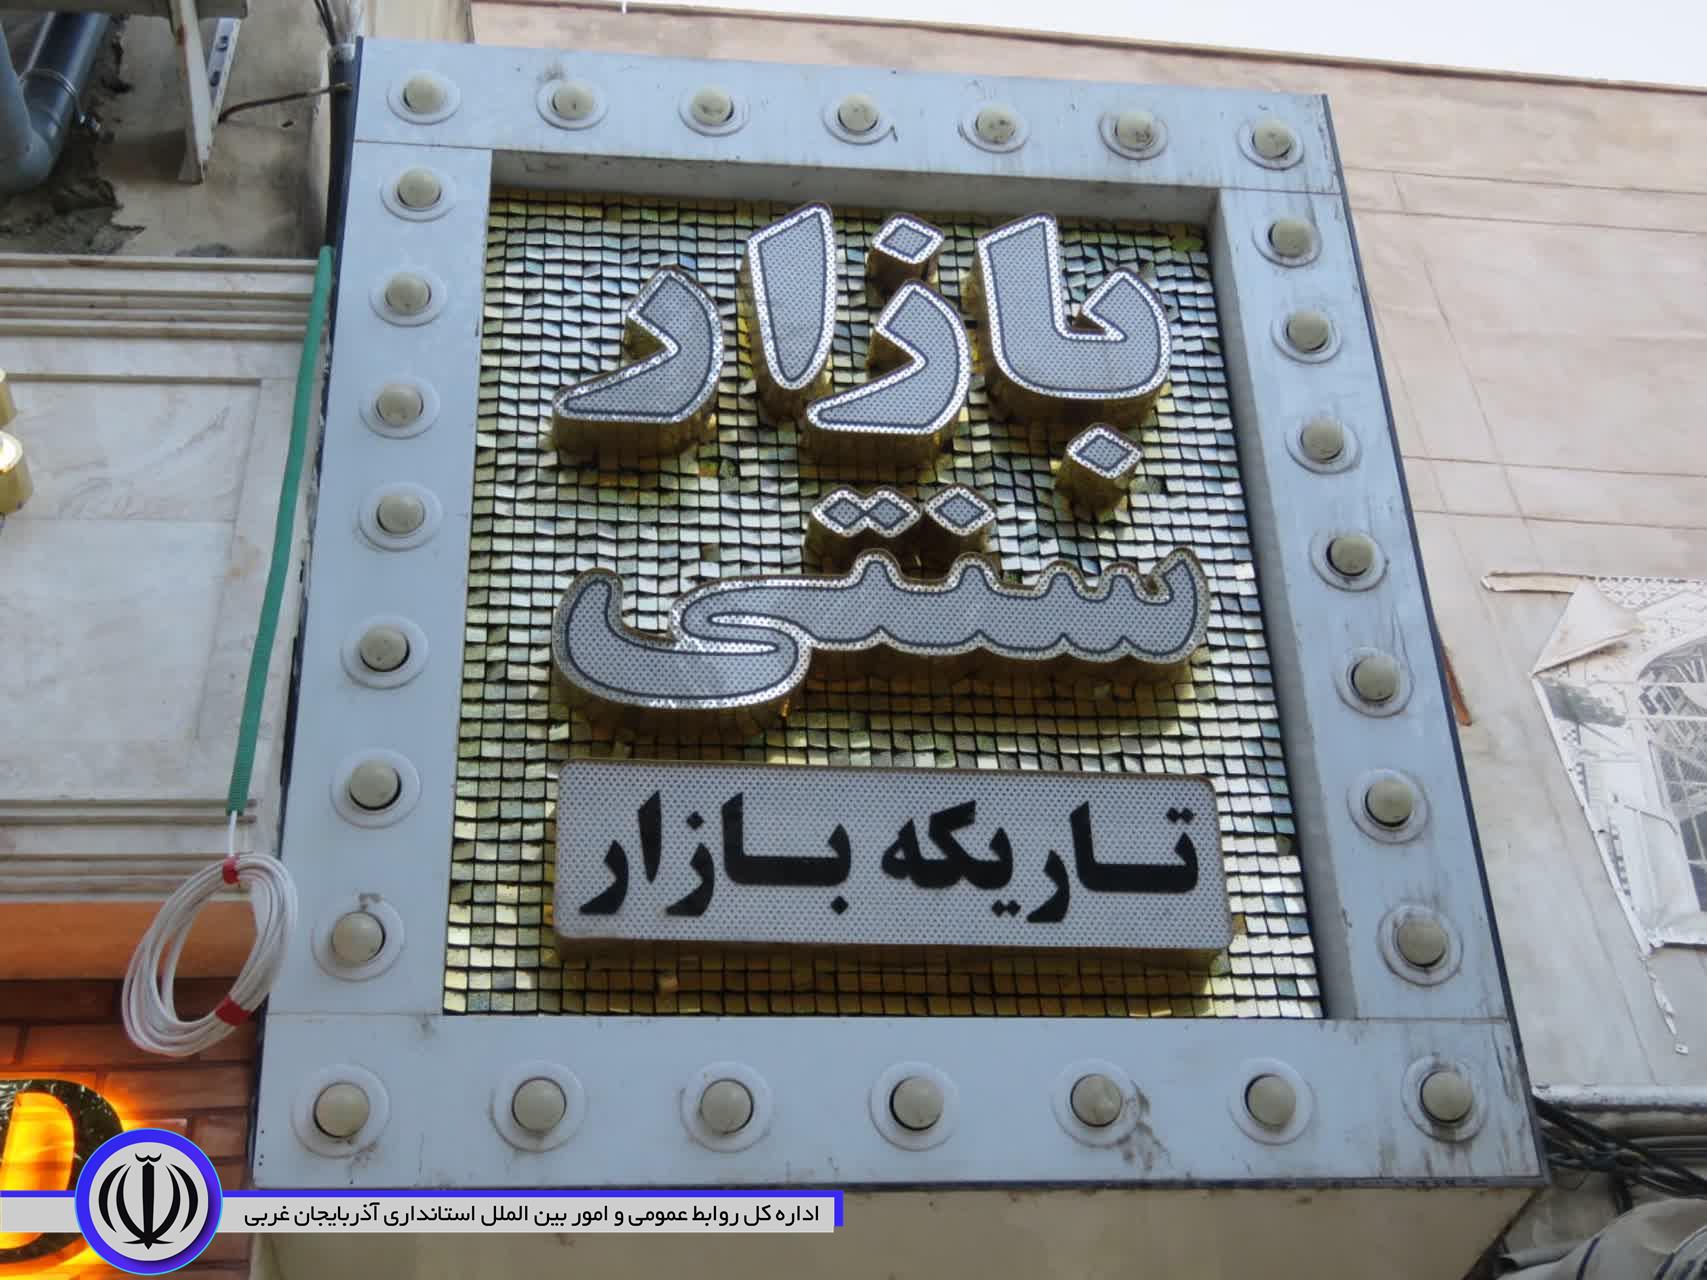 بازار
سنتی
تاریکه بازار
اداره کل روابط عمومی و امور بین الملل استانداری آذربایجان غربی